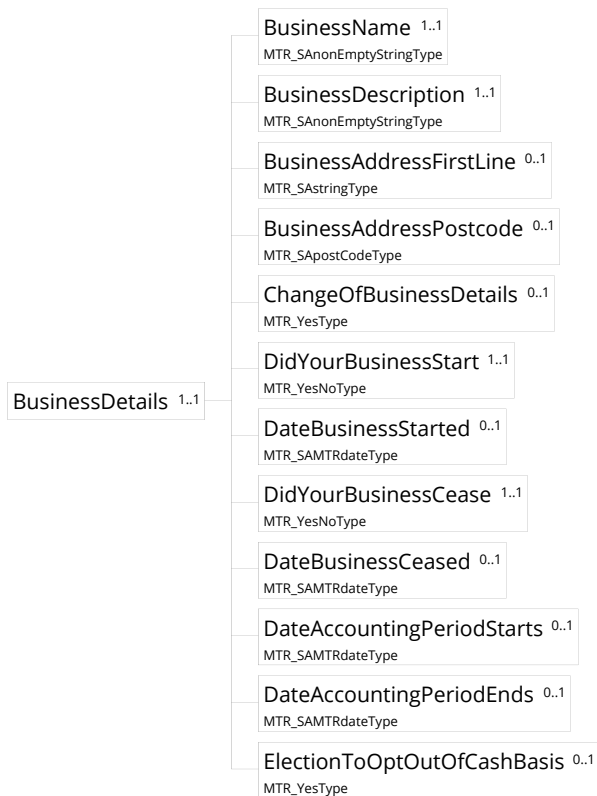 BusinessName 1..1
MTR_SAnonEmptyStringType
BusinessDescription 1..1
MTR_SAnonEmptyStringType
BusinessAddressFirstLine 0..1
MTR_SAstringType
BusinessAddressPostcode 0..1
MTR_SApostCodeType
ChangeOfBusinessDetails 0..1
MTR_YesType
DidYourBusinessStart 1..1
MTR_YesNoType
BusinessDetails 1..1
DateBusinessStarted 0..1
MTR_SAMTRdateType
DidYourBusinessCease 1..1
MTR_YesNoType
DateBusinessCeased 0..1
MTR_SAMTRdateType
DateAccountingPeriodStarts 0..1
MTR_SAMTRdateType
DateAccountingPeriodEnds 0..1
MTR_SAMTRdateType
ElectionToOptOutOfCashBasis 0..1
MTR_YesType